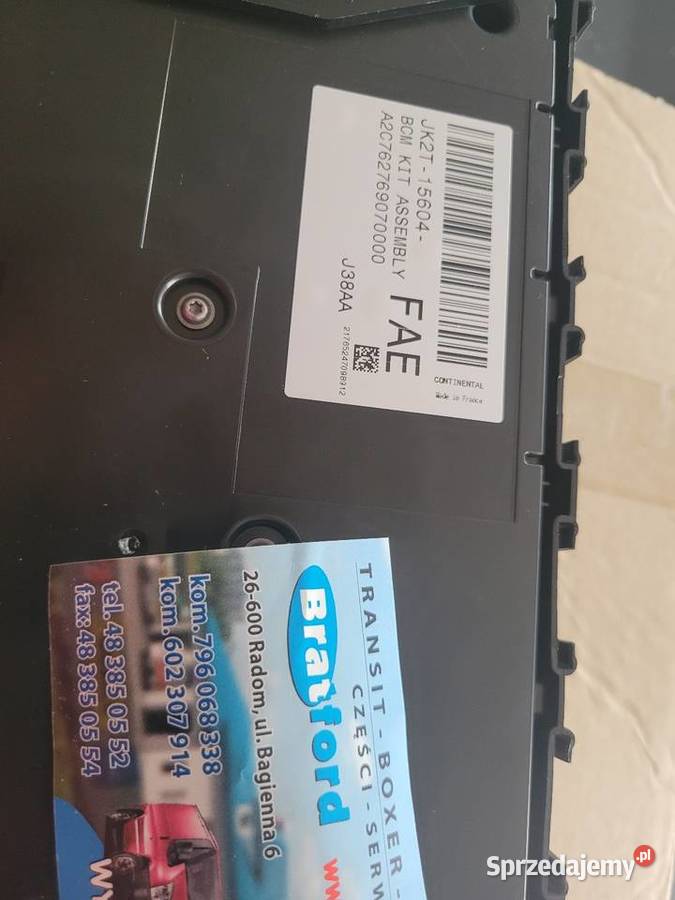 JK2T-15604-
BCM KIT ASSEMBLY
A2C762769070000
FAE
J38AA
21765247098912
CONTINENTAL
Made in France
TRANSIT - BOXER -
CZĘŚCI - SERW
Bratford
26-600 Radom, ul. Bagienna 6
kom. 796 068 338
kom. 602 307 914
tel. 48 385 05 52
fax: 48 385 05 54
Sprzedajemy.pl